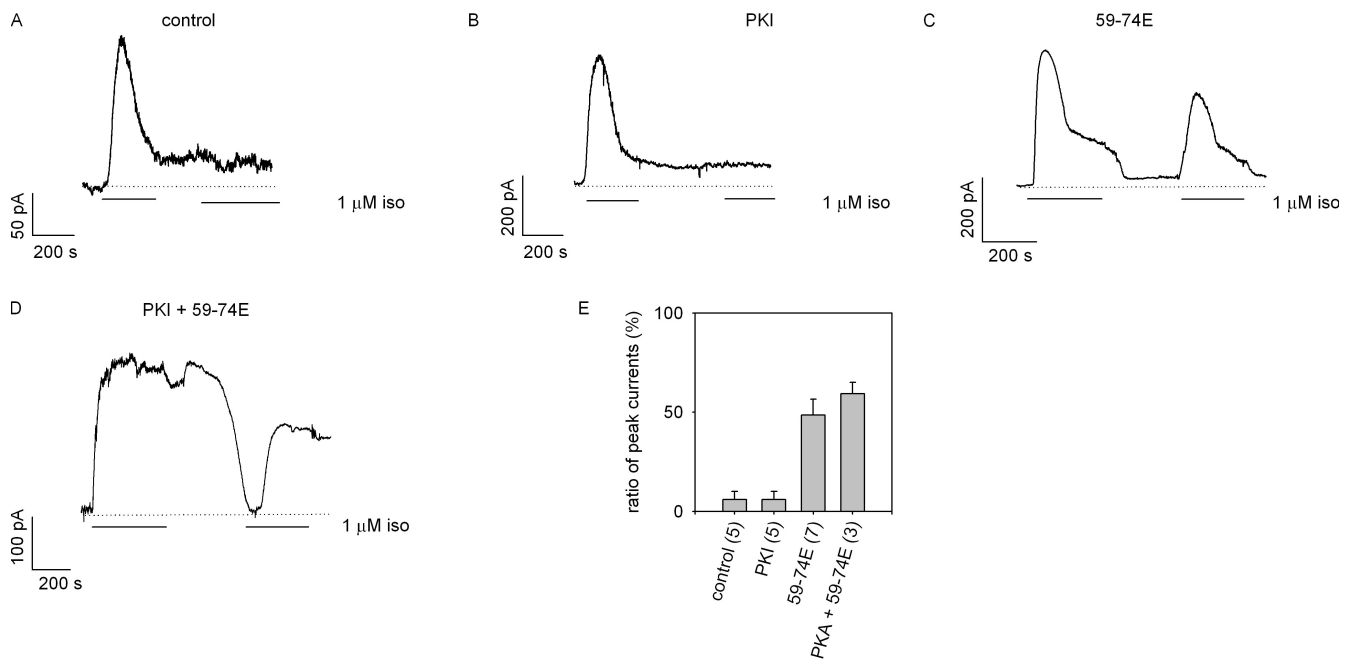 A
control
50 pA
200 s
1 μM iso
B
PKI
200 pA
200 s
1 μM iso
C
59-74E
200 pA
200 s
1 μM iso
D
PKI + 59-74E
100 pA
200 s
1 μM iso
E
ratio of peak currents (%)
100
50
0
control (5)
PKI (5)
59-74E (7)
PKA + 59-74E (3)